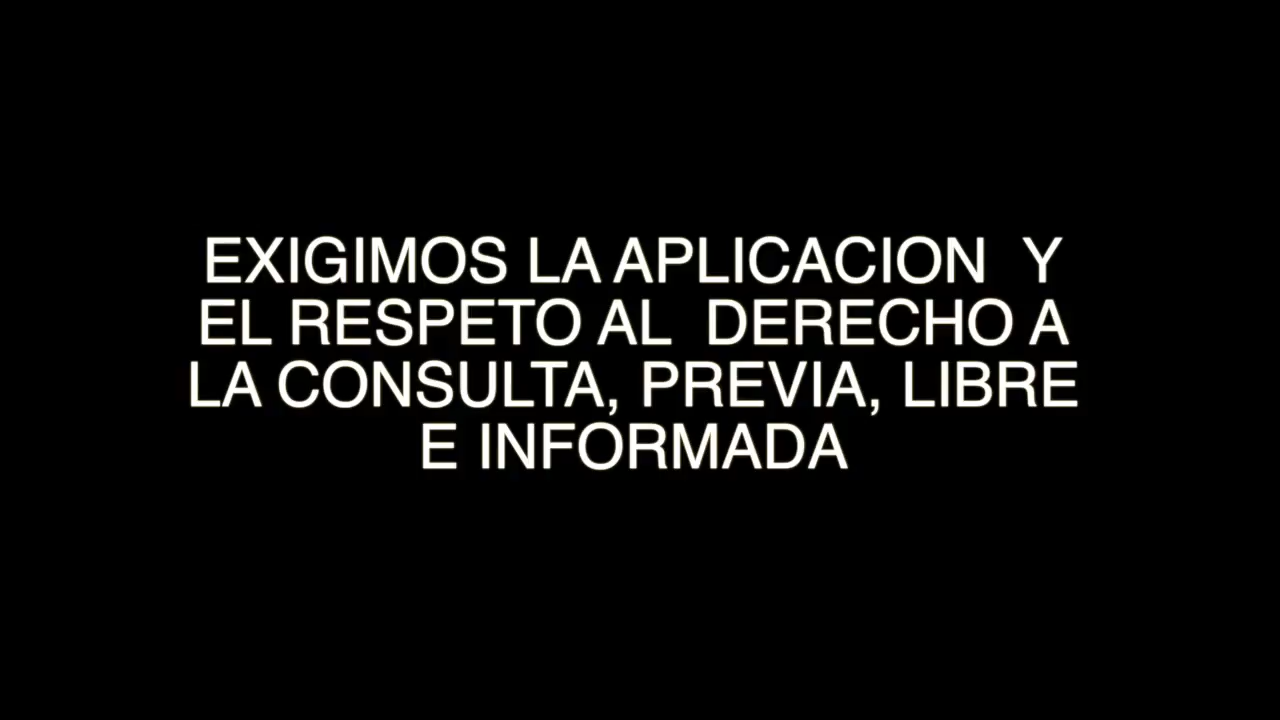 EXIGIMOS LA APLICACION  Y
EL RESPETO AL  DERECHO A
LA CONSULTA, PREVIA, LIBRE
E INFORMADA